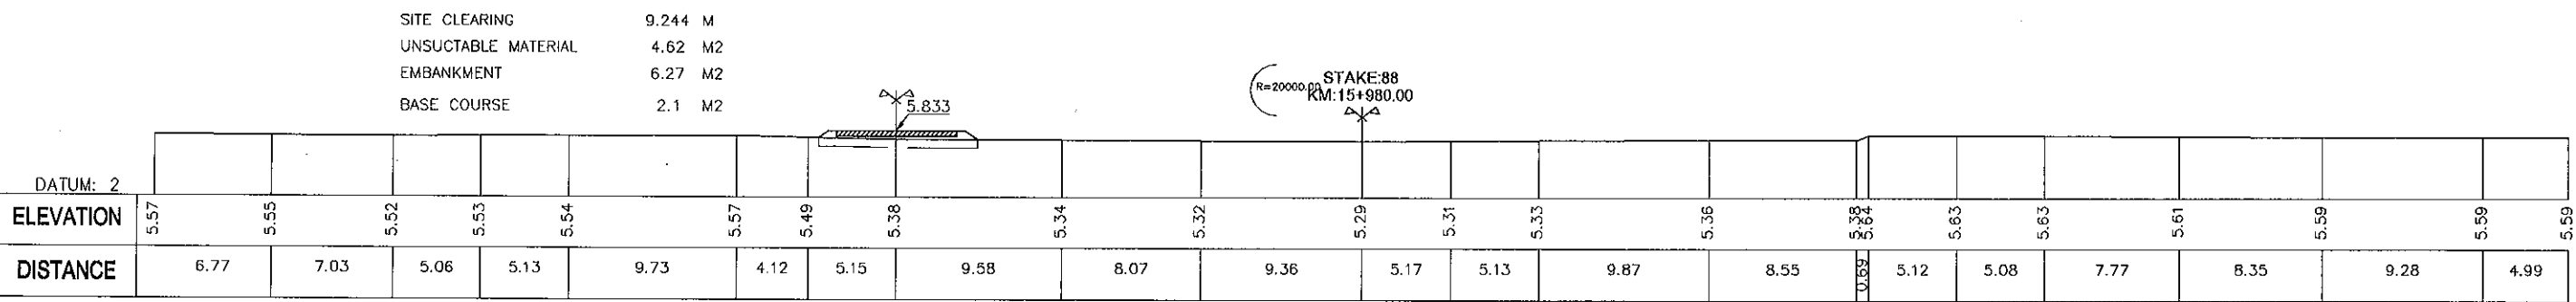 SITE CLEARING 9.244 M
UNSUCTABLE MATERIAL 4.62 M2
EMBANKMENT 6.27 M2
BASE COURSE 2.1 M2
5.833
R=20000.00
STAKE:88
KM:15+980.00
DATUM: 2
ELEVATION 5.57 5.55 5.52 5.53 5.54 5.57 5.49 5.38 5.34 5.32 5.29 5.31 5.33 5.36 5.38 5.64 5.63 5.63 5.61 5.59 5.59 5.59
DISTANCE 6.77 7.03 5.06 5.13 9.73 4.12 5.15 9.58 8.07 9.36 5.17 5.13 9.87 8.55 0.69 5.12 5.08 7.77 8.35 9.28 4.99